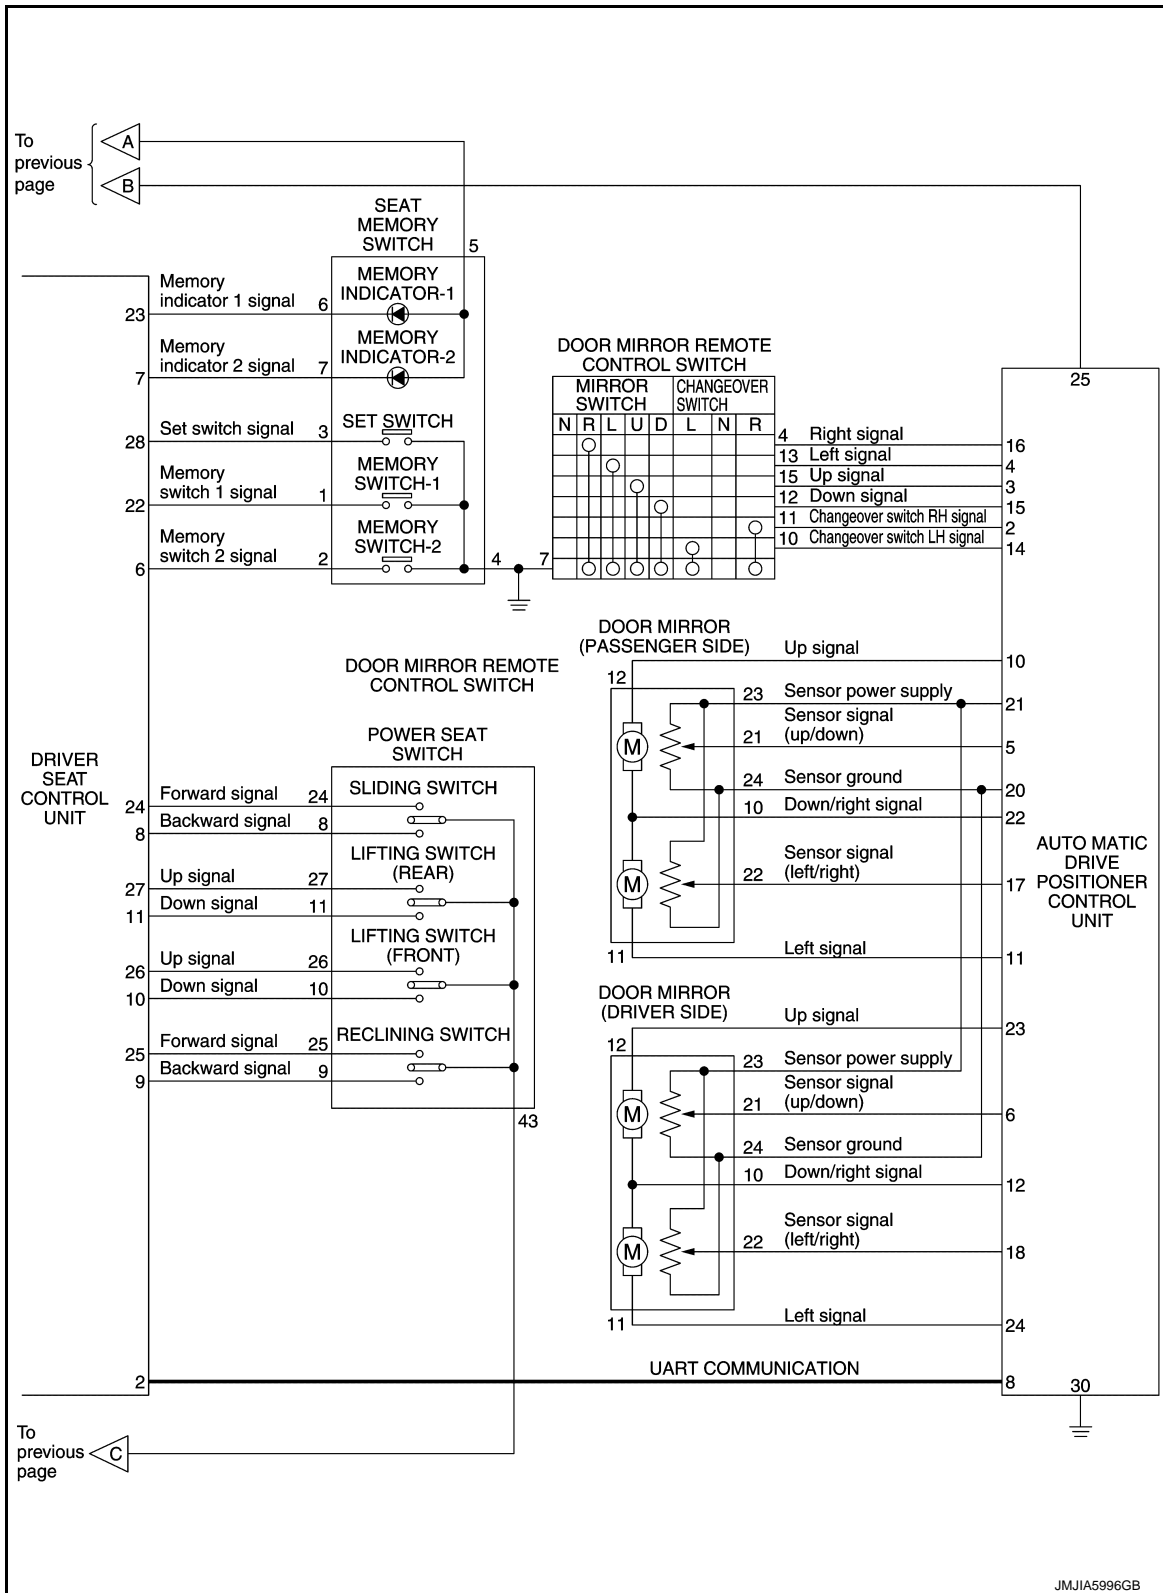 To
previous
page
A
B
SEAT
MEMORY
SWITCH
5
MEMORY
INDICATOR-1
MEMORY
INDICATOR-2
SET SWITCH
MEMORY
SWITCH-1
MEMORY
SWITCH-2
23 Memory
indicator 1 signal 6
7 Memory
indicator 2 signal 7
28 Set switch signal 3
22 Memory
switch 1 signal 1
6 Memory
switch 2 signal 2
4
7
DOOR MIRROR REMOTE
CONTROL SWITCH
MIRROR
SWITCH
CHANGEOVER
SWITCH
N R L U D L N R
4 Right signal 16
13 Left signal 4
15 Up signal 3
12 Down signal 15
11 Changeover switch RH signal 2
10 Changeover switch LH signal 14
25
DOOR MIRROR
(PASSENGER SIDE)
12 Up signal 10
23 Sensor power supply 21
21 Sensor signal
(up/down) 5
24 Sensor ground 20
10 Down/right signal 22
22 Sensor signal
(left/right) 17
11 Left signal 11
M
M
AUTO MATIC
DRIVE
POSITIONER
CONTROL
UNIT
DOOR MIRROR REMOTE
CONTROL SWITCH
POWER SEAT
SWITCH
DRIVER
SEAT
CONTROL
UNIT
SLIDING SWITCH
24 Forward signal 24
8 Backward signal 8
LIFTING SWITCH
(REAR)
27 Up signal 27
11 Down signal 11
LIFTING SWITCH
(FRONT)
26 Up signal 26
10 Down signal 10
RECLINING SWITCH
25 Forward signal 25
9 Backward signal 9
43
DOOR MIRROR
(DRIVER SIDE)
12 Up signal 23
23 Sensor power supply
21 Sensor signal
(up/down) 6
24 Sensor ground
10 Down/right signal 12
22 Sensor signal
(left/right) 18
11 Left signal 24
M
M
2 UART COMMUNICATION 8
30
To
previous
page
C
JMJIA5996GB